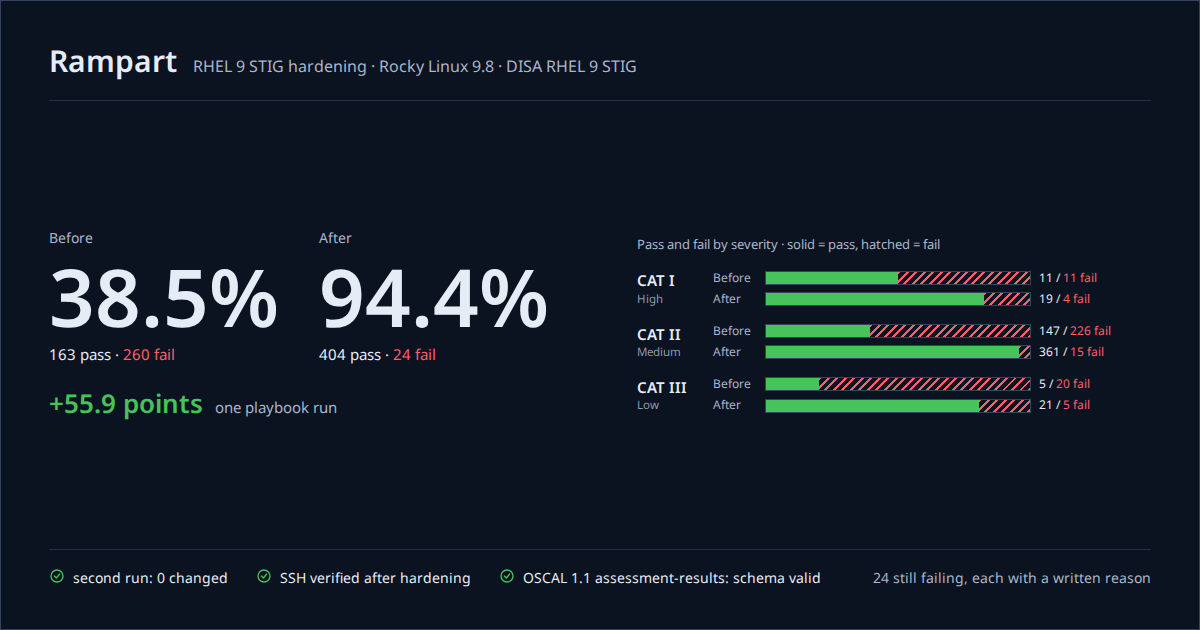 Rampart RHEL 9 STIG hardening · Rocky Linux 9.8 · DISA RHEL 9 STIG
Before
38.5%
163 pass · 260 fail
After
94.4%
404 pass · 24 fail
+55.9 points one playbook run
Pass and fail by severity · solid = pass, hatched = fail
CAT I
High
Before 11 / 11 fail
After 19 / 4 fail
CAT II
Medium
Before 147 / 226 fail
After 361 / 15 fail
CAT III
Low
Before 5 / 20 fail
After 21 / 5 fail
second run: 0 changed
SSH verified after hardening
OSCAL 1.1 assessment-results: schema valid
24 still failing, each with a written reason